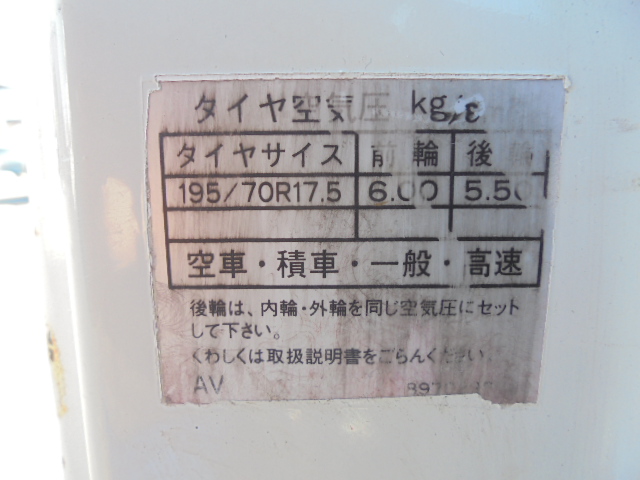 タイヤ空気圧 kg/c
タイヤサイズ 前輪 後輪
195/70R17.5 6.00 5.50
空車・積車・一般・高速
後輪は、内輪・外輪を同じ空気圧にセット
して下さい。
くわしくは取扱説明書をごらんください
AV